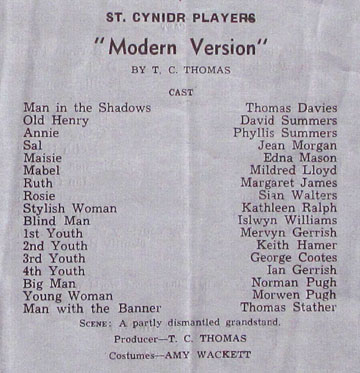 ST. CYNIDR PLAYERS
"Modern Version"
BY T. C. THOMAS
CAST
Man in the Shadows Thomas Davies
Old Henry David Summers
Annie Phyllis Summers
Sal Jean Morgan
Maisie Edna Mason
Mabel Mildred Lloyd
Ruth Margaret James
Rosie Sian Walters
Stylish Woman Kathleen Ralph
Blind Man Islwyn Williams
1st Youth Mervyn Gerrish
2nd Youth Keith Hamer
3rd Youth George Cootes
4th Youth Ian Gerrish
Big Man Norman Pugh
Young Woman Morwen Pugh
Man with the Banner Thomas Stather
SCENE: A partly dismantled grandstand.
Producer—T. C. THOMAS
Costumes—AMY WACKETT